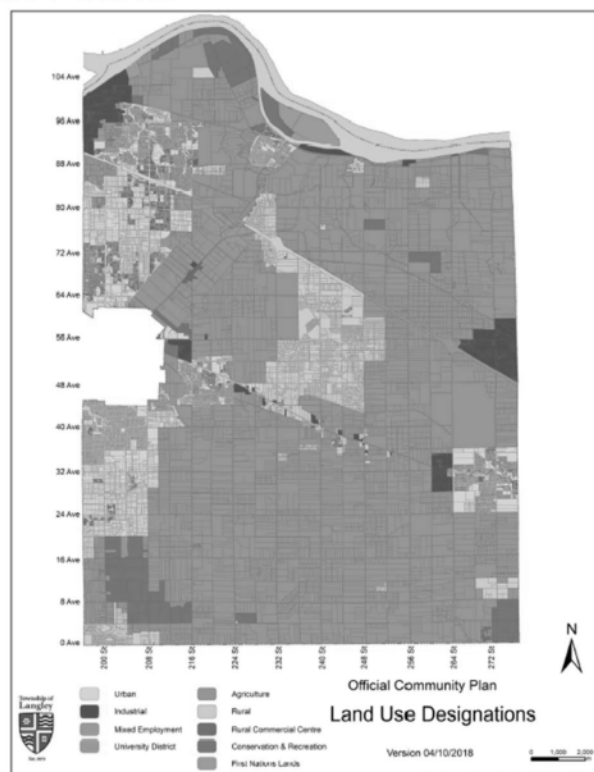 104 Ave
96 Ave
88 Ave
80 Ave
72 Ave
64 Ave
56 Ave
48 Ave
40 Ave
32 Ave
24 Ave
16 Ave
8 Ave
0 Ave
200 St
208 St
216 St
224 St
232 St
240 St
248 St
256 St
264 St
272 St
N
Official Community Plan
Land Use Designations
Version 04/10/2018
Township of
Langley
Est. 1873
Urban
Industrial
Mixed Employment
University District
Agriculture
Rural
Rural Commercial Centre
Conservation & Recreation
First Nations Lands
0 1,000 2,000